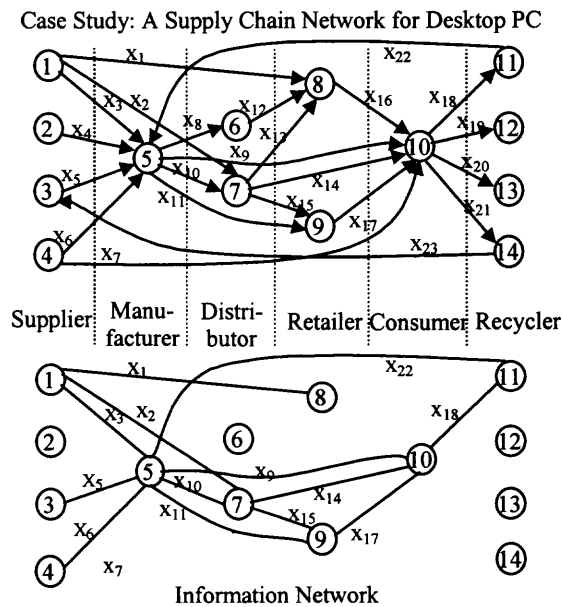 Case Study: A Supply Chain Network for Desktop PC
1 X1 X22 11
8
X3 X2 X8 X12 X16 X18
2 X4 6 X13 X19 12
5 X9 10
3 X5 X10 7 X14 X20 13
X11 X15 X21
X6 9 X17
4 X7 X23 14
Supplier Manu-facturer Distri-butor Retailer Consumer Recycler
1 X1 X22 11
8
X3 X2 X18
2 6 12
5 X9 10
3 X5 X10 7 X14 13
X11 X15
X6 9 X17
4 X7 14
Information Network